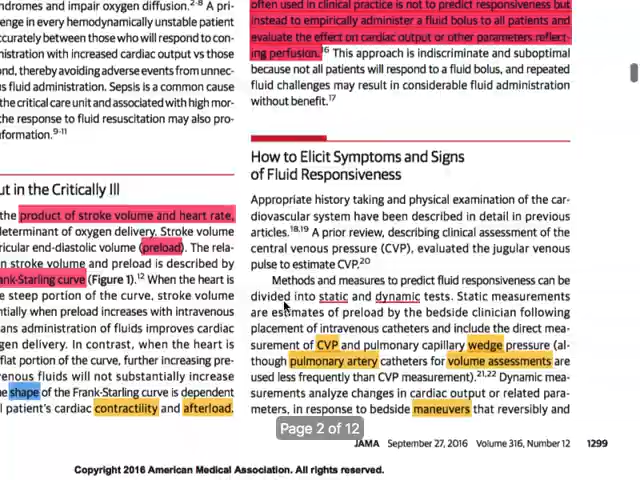 ndromes and impair oxygen diffusion.2-8 A pri-
enge in every hemodynamically unstable patient
ccurately between those who will respond to con-
nistration with increased cardiac output vs those
ond, thereby avoiding adverse events from unnec-
us fluid administration. Sepsis is a common cause
the critical care unit and associated with high mor-
the response to fluid resuscitation may also pro-
formation.9-11
ut in the Critically Ill
the product of stroke volume and heart rate,
determinant of oxygen delivery. Stroke volume
ricular end-diastolic volume (preload). The rela-
n stroke volume and preload is described by
ank-Starling curve (Figure 1).12 When the heart is
e steep portion of the curve, stroke volume
ntially when preload increases with intravenous
ans administration of fluids improves cardiac
gen delivery. In contrast, when the heart is
flat portion of the curve, further increasing pre-
venous fluids will not substantially increase
e shape of the Frank-Starling curve is dependent
l patient's cardiac contractility and afterload.
often used in clinical practice is not to predict responsiveness but
instead to empirically administer a fluid bolus to all patients and
evaluate the effect on cardiac output or other parameters reflect-
ing perfusion.16 This approach is indiscriminate and suboptimal
because not all patients will respond to a fluid bolus, and repeated
fluid challenges may result in considerable fluid administration
without benefit.17
How to Elicit Symptoms and Signs
of Fluid Responsiveness
Appropriate history taking and physical examination of the car-
diovascular system have been described in detail in previous
articles.18,19 A prior review, describing clinical assessment of the
central venous pressure (CVP), evaluated the jugular venous
pulse to estimate CVP.20
Methods and measures to predict fluid responsiveness can be
divided into static and dynamic tests. Static measurements
are estimates of preload by the bedside clinician following
placement of intravenous catheters and include the direct mea-
surement of CVP and pulmonary capillary wedge pressure (al-
though pulmonary artery catheters for volume assessments are
used less frequently than CVP measurement).21,22 Dynamic mea-
surements analyze changes in cardiac output or related para-
meters, in response to bedside maneuvers that reversibly and
Page 2 of 12
JAMA September 27, 2016 Volume 316, Number 12 1299
Copyright 2016 American Medical Association. All rights reserved.